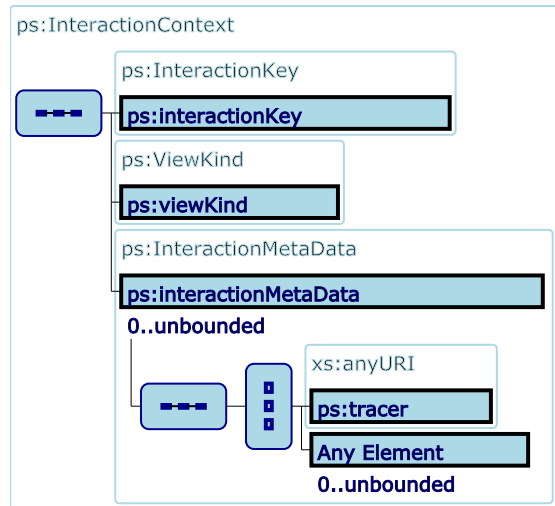 ps:InteractionContext
ps:InteractionKey
ps:interactionKey
ps:ViewKind
ps:viewKind
ps:InteractionMetaData
ps:interactionMetaData
0..unbounded
xs:anyURI
ps:tracer
Any Element
0..unbounded